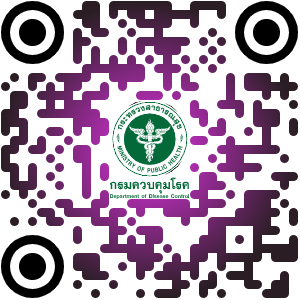 กระทรวงสาธารณสุข
MINISTRY OF PUBLIC HEALTH
กรมควบคุมโรค
Department of Disease Control